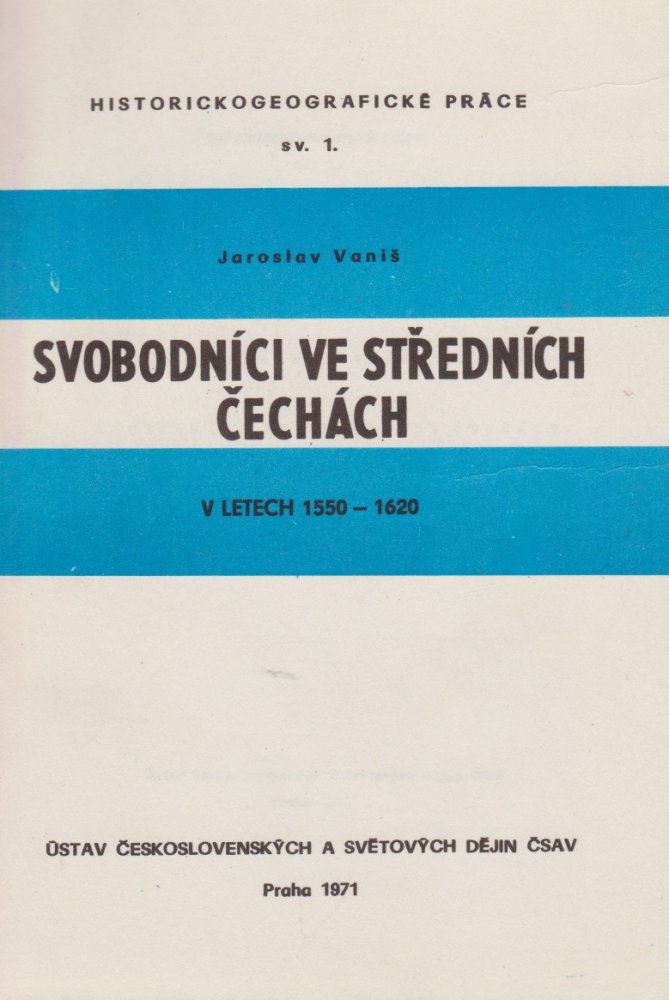 HISTORICKOGEOGRAFICKÉ PRÁCE
sv. 1.
Jaroslav Vaniš
SVOBODNÍCI VE STŘEDNÍCH
ČECHÁCH
V LETECH 1550 – 1620
ÚSTAV ČESKOSLOVENSKÝCH A SVĚTOVÝCH DĚJIN ČSAV
Praha 1971